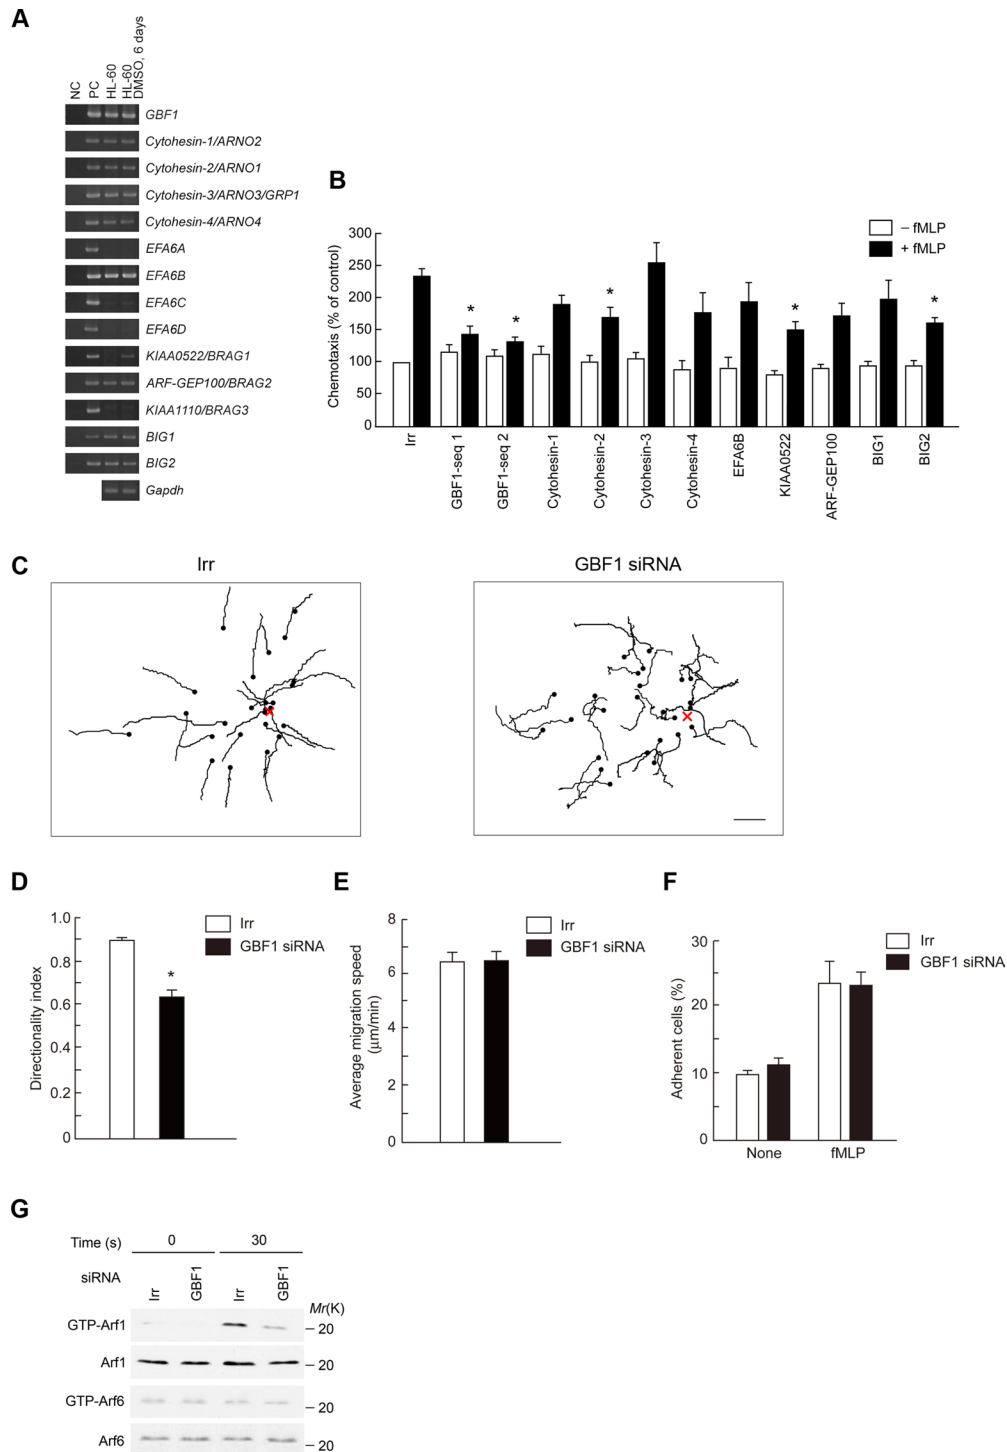 A
NC
PC
HL-60
HL-60
DMSO, 6 days
GBF1
Cytohesin-1/ARNO2
Cytohesin-2/ARNO1
Cytohesin-3/ARNO3/GRP1
Cytohesin-4/ARNO4
EFA6A
EFA6B
EFA6C
EFA6D
KIAA0522/BRAG1
ARF-GEP100/BRAG2
KIAA1110/BRAG3
BIG1
BIG2
Gapdh
B
Chemotaxis (% of control)
300
250
200
150
100
50
0
– fMLP
+ fMLP
*
*
*
*
*
Irr
GBF1-seq 1
GBF1-seq 2
Cytohesin-1
Cytohesin-2
Cytohesin-3
Cytohesin-4
EFA6B
KIAA0522
ARF-GEP100
BIG1
BIG2
C
Irr
GBF1 siRNA
D
Directionality index
1.0
0.8
0.6
0.4
0.2
0
*
Irr
GBF1 siRNA
E
Average migration speed
(µm/min)
8
6
4
2
0
Irr
GBF1 siRNA
F
Adherent cells (%)
30
20
10
0
None
fMLP
Irr
GBF1 siRNA
G
Time (s)
0
30
siRNA
Irr
GBF1
Irr
GBF1
Mr(K)
GTP-Arf1
– 20
Arf1
– 20
GTP-Arf6
– 20
Arf6
– 20